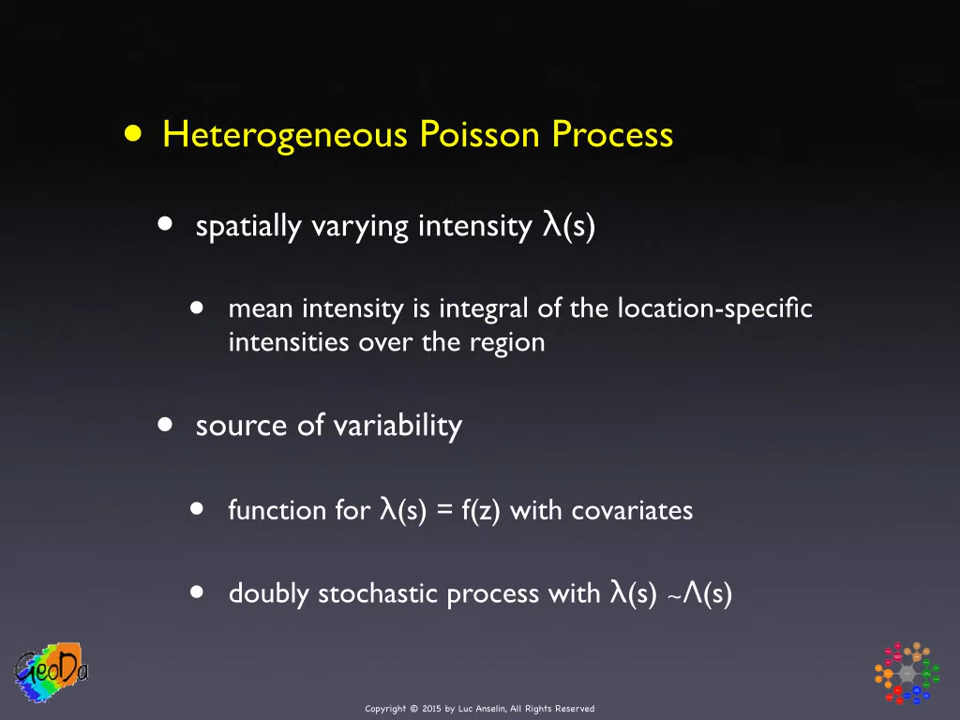 • Heterogeneous Poisson Process
• spatially varying intensity λ(s)
• mean intensity is integral of the location-specific
intensities over the region
• source of variability
• function for λ(s) = f(z) with covariates
• doubly stochastic process with λ(s) ~Λ(s)
GeoDa
Copyright © 2015 by Luc Anselin, All Rights Reserved